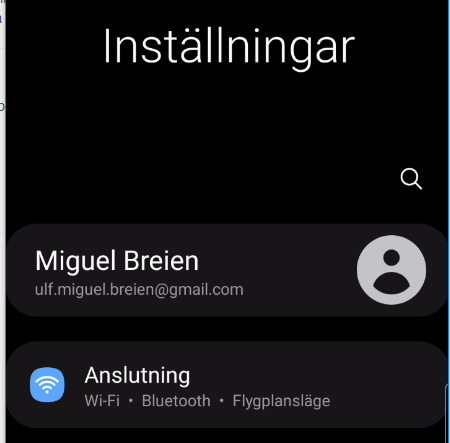 Inställningar
Miguel Breien
ulf.miguel.breien@gmail.com
Anslutning
Wi-Fi • Bluetooth • Flygplansläge